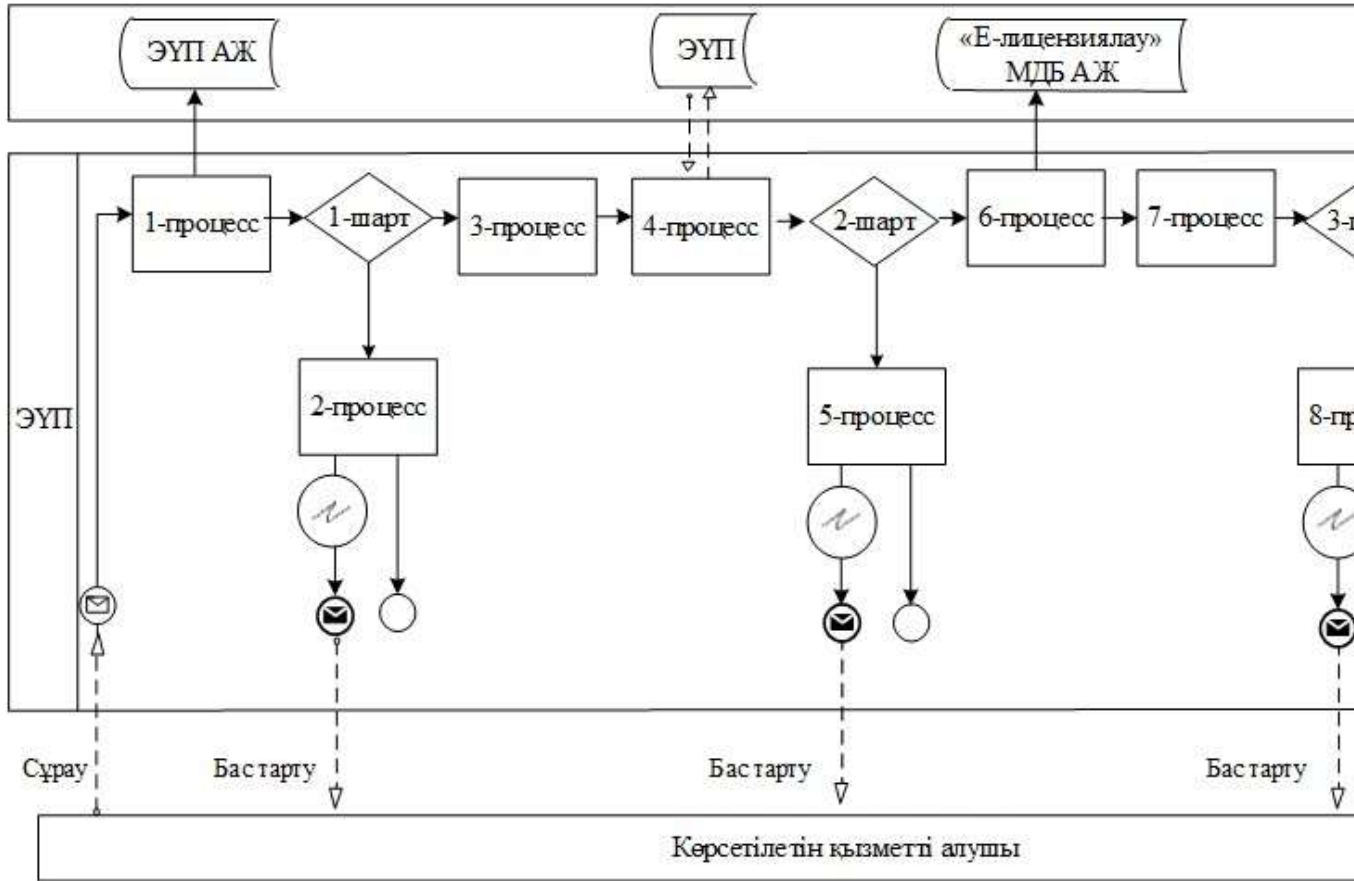 ЭҮП АЖ
ЭҮП
«Е-лицензиялау»
МДБ АЖ
1-процесс
1-шарт
3-процесс
4-процесс
2-шарт
6-процесс
7-процесс
2-процесс
5-процесс
ЭҮП
Сұрау
Бас тарту
Бас тарту
Бас тарту
Көрсетілетін қызметті алушы